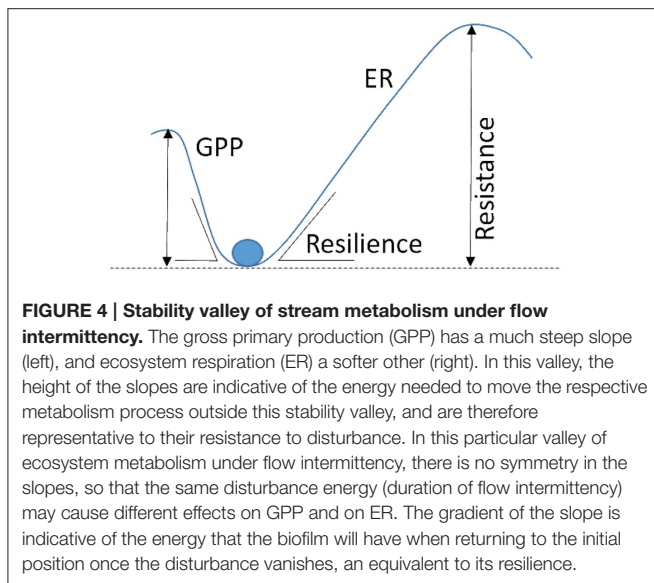 GPP
ER
Resilience
Resistance
FIGURE 4 | Stability valley of stream metabolism under flow
intermittency. The gross primary production (GPP) has a much steep slope
(left), and ecosystem respiration (ER) a softer other (right). In this valley, the
height of the slopes are indicative of the energy needed to move the respective
metabolism process outside this stability valley, and are therefore
representative to their resistance to disturbance. In this particular valley of
ecosystem metabolism under flow intermittency, there is no symmetry in the
slopes, so that the same disturbance energy (duration of flow intermittency)
may cause different effects on GPP and on ER. The gradient of the slope is
indicative of the energy that the biofilm will have when returning to the initial
position once the disturbance vanishes, an equivalent to its resilience.